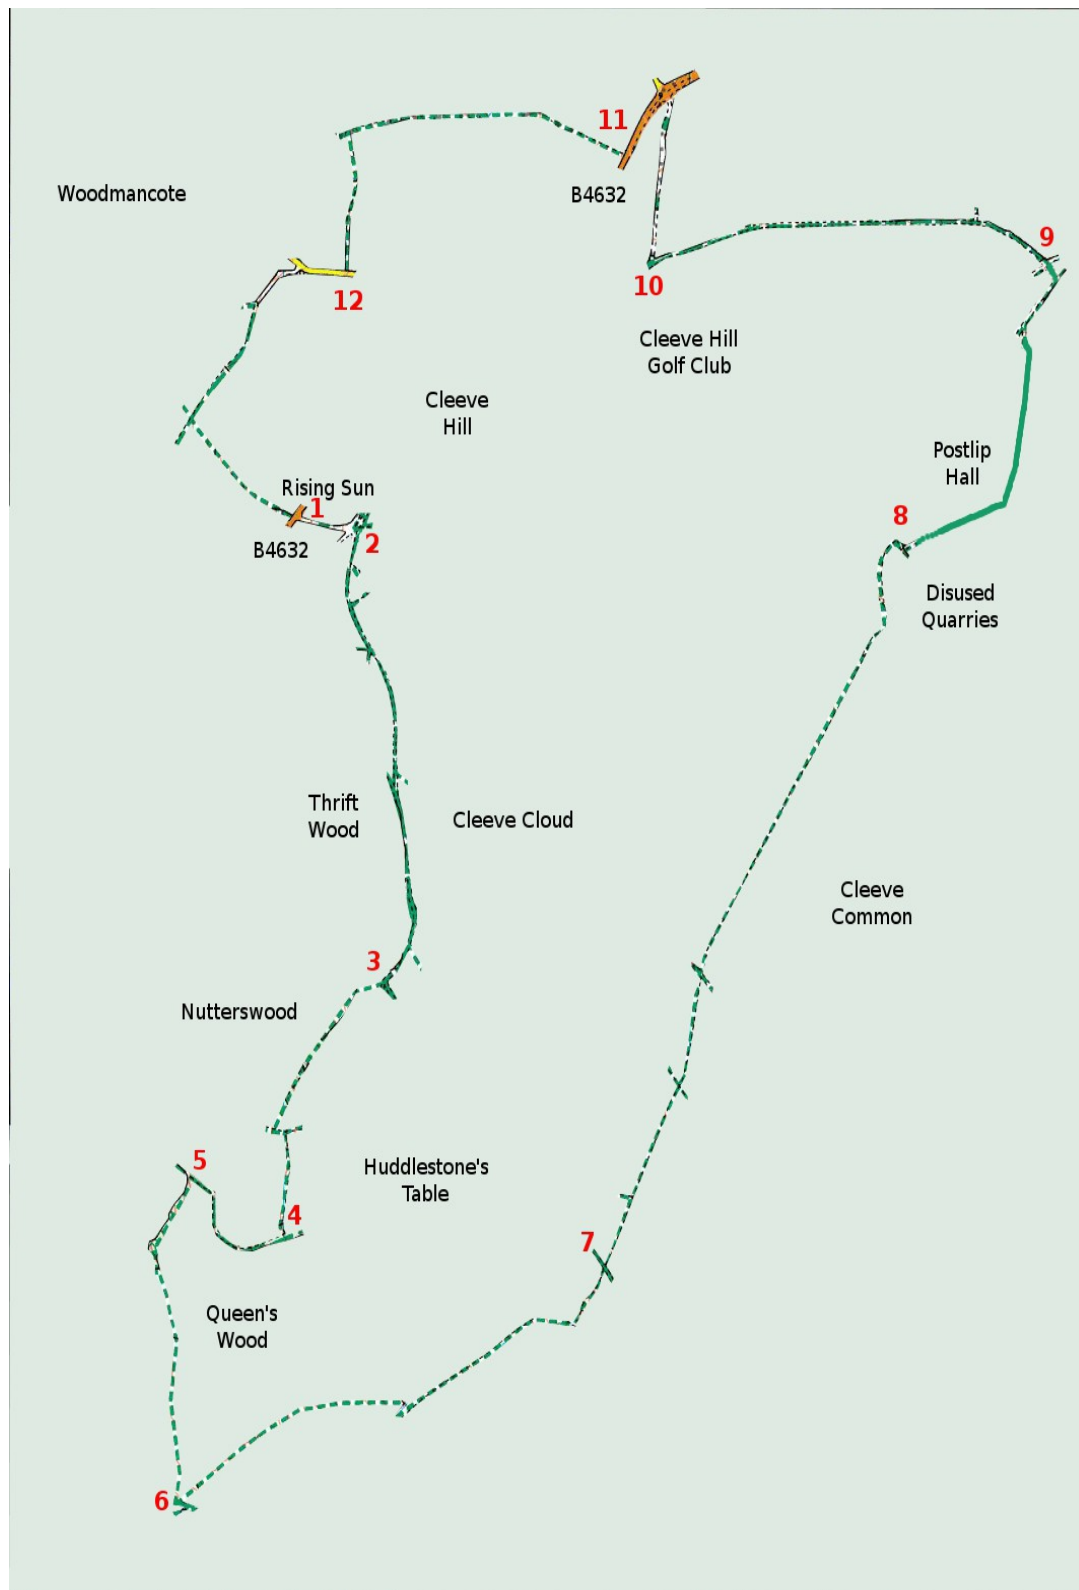 11
Woodmancote
B4632
9
10
12
Cleeve Hill
Golf Club
Cleeve
Hill
Postlip
Hall
Rising Sun
1
8
2
B4632
Disused
Quarries
Thrift
Wood
Cleeve Cloud
Cleeve
Common
3
Nutterswood
5
Huddlestone's
Table
4
7
Queen's
Wood
6